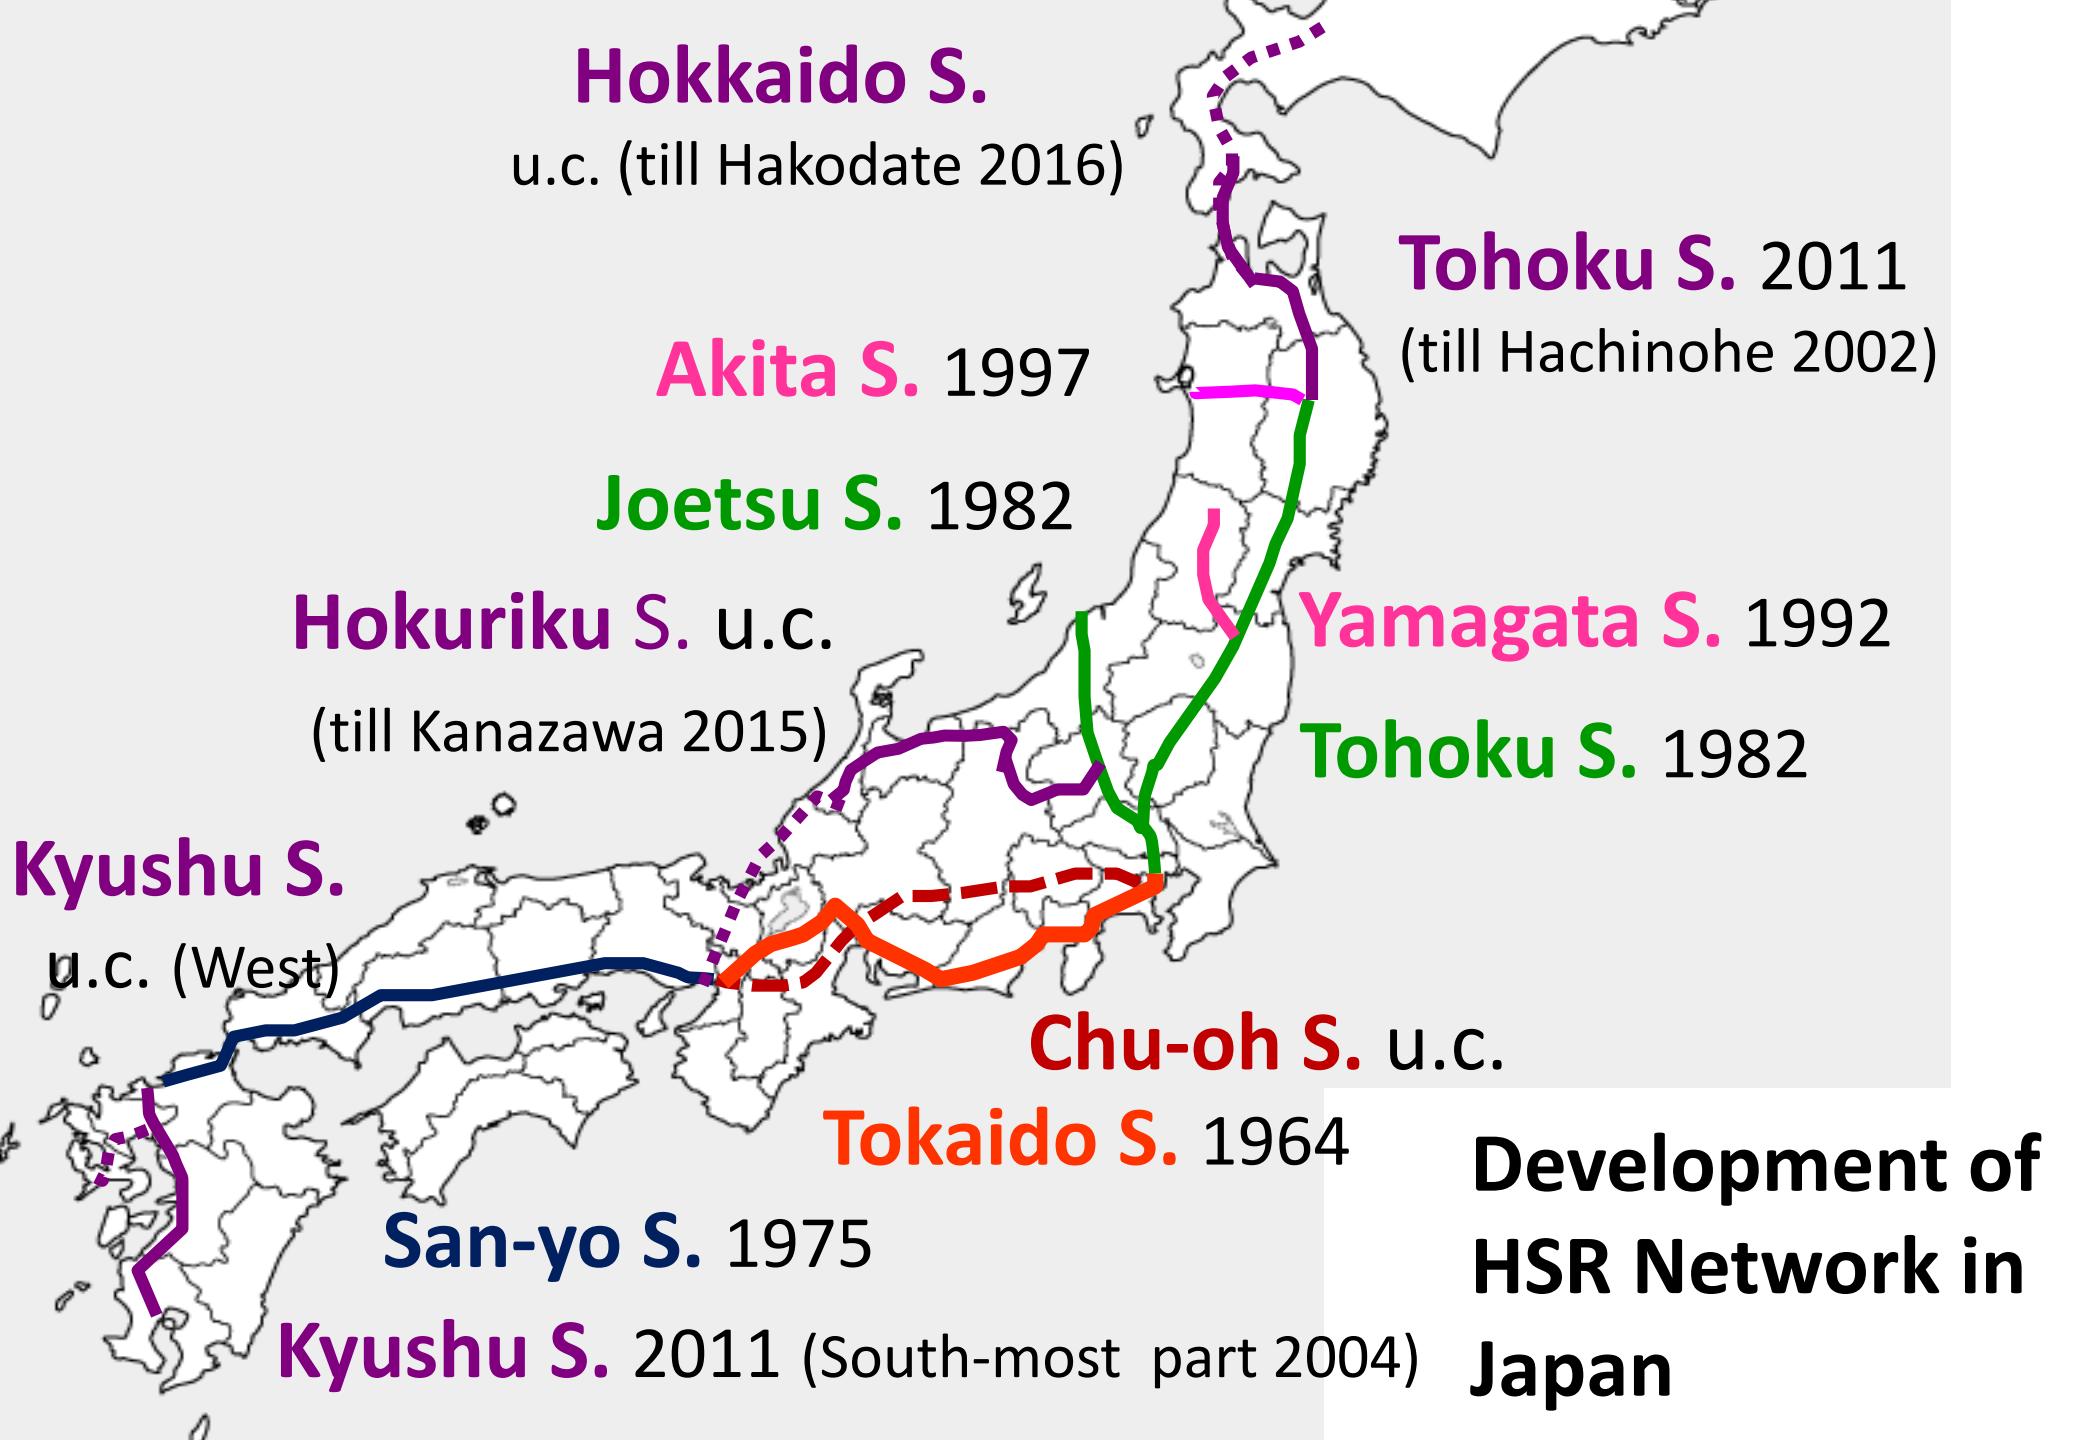 Hokkaido S.
u.c. (till Hakodate 2016)
Tohoku S. 2011
(till Hachinohe 2002)
Akita S. 1997
Joetsu S. 1982
Hokuriku S. u.c.
(till Kanazawa 2015)
Yamagata S. 1992
Tohoku S. 1982
Kyushu S.
u.c. (West)
Chu-oh S. u.c.
Tokaido S. 1964
San-yo S. 1975
Kyushu S. 2011 (South-most part 2004)
Development of
HSR Network in
Japan